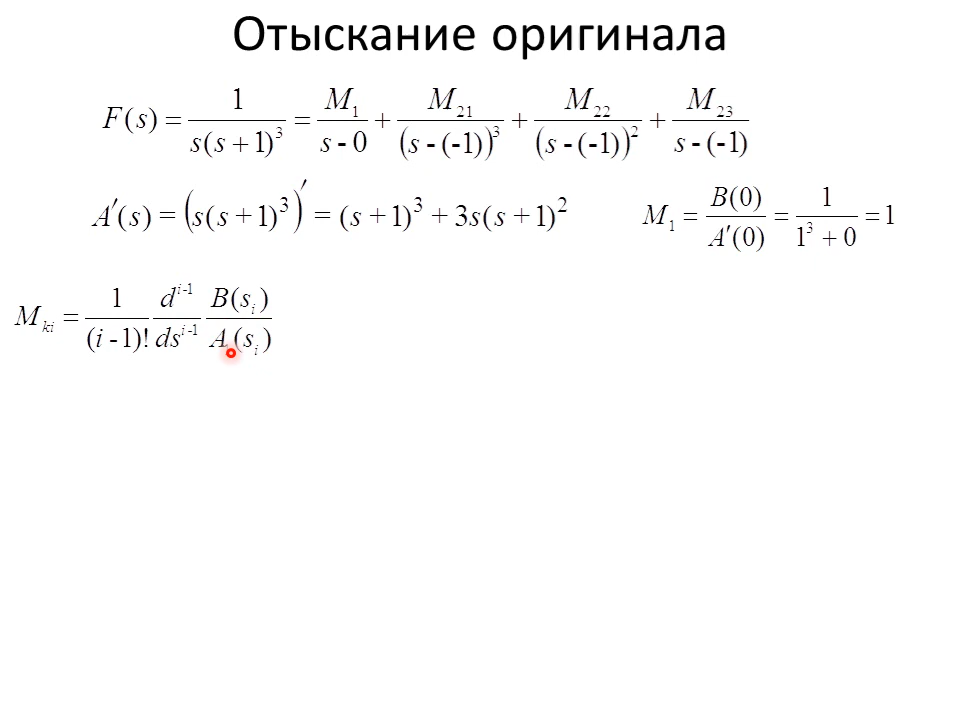 Отыскание оригинала
F(s) = 1 / s(s + 1)^3 = M_1 / s - 0 + M_21 / (s - (-1))^3 + M_22 / (s - (-1))^2 + M_23 / s - (-1)
A′(s) = (s(s + 1)^3)′ = (s + 1)^3 + 3s(s + 1)^2
M_1 = B(0) / A′(0) = 1 / 1^3 + 0 = 1
M_ki = 1 / (i - 1)! d^i-1 / ds^i-1 B(s_i) / A(s_i)